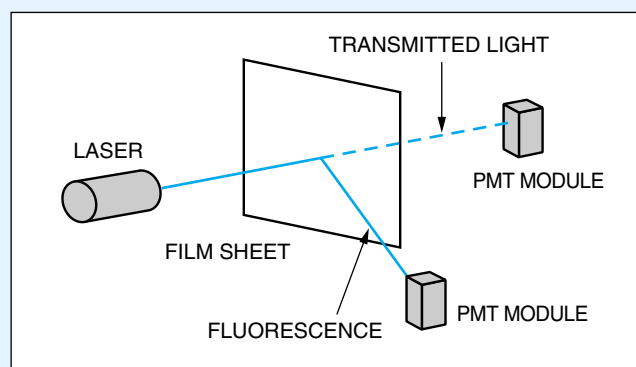 TRANSMITTED LIGHT
LASER
PMT MODULE
FILM SHEET
PMT MODULE
FLUORESCENCE